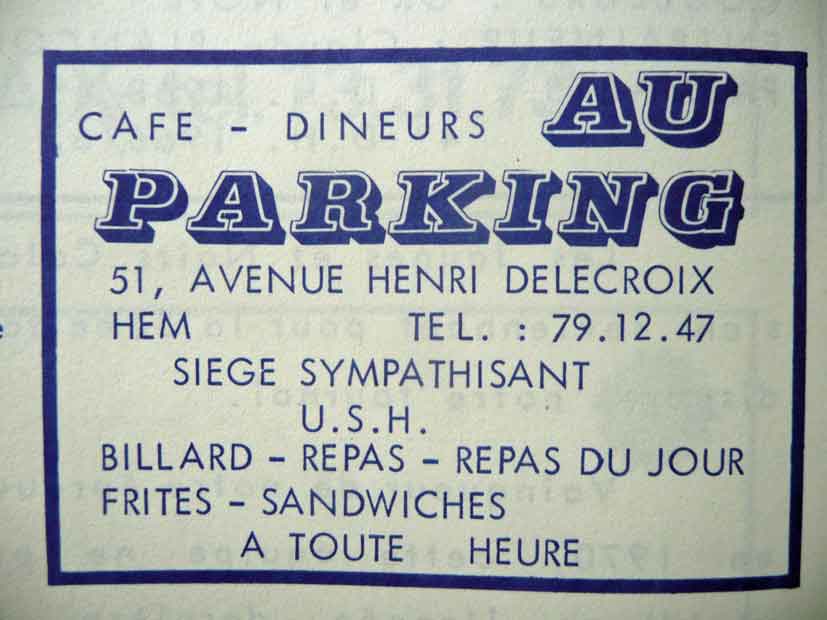 CAFE - DINEURS AU
PARKING
51, AVENUE HENRI DELECROIX
HEM TEL. : 79.12.47
SIEGE SYMPATHISANT
U.S.H.
BILLARD - REPAS - REPAS DU JOUR
FRITES - SANDWICHES
A TOUTE HEURE